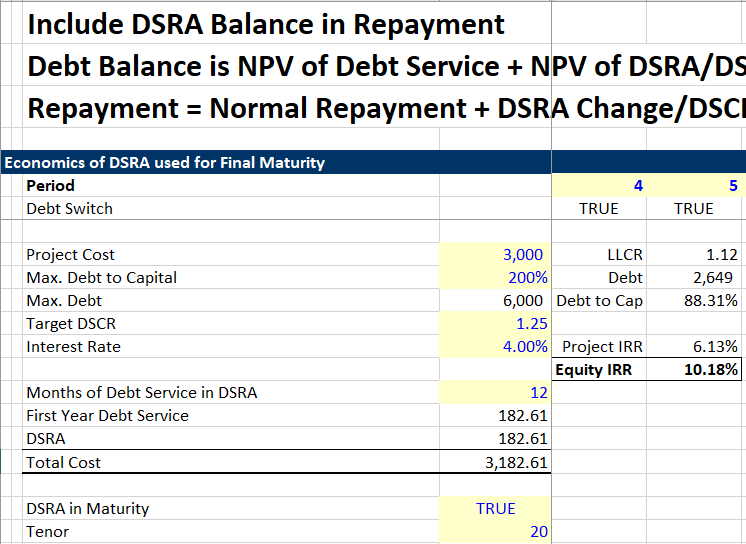 Include DSRA Balance in Repayment
Debt Balance is NPV of Debt Service + NPV of DSRA/DS
Repayment = Normal Repayment + DSRA Change/DSC
Economics of DSRA used for Final Maturity
Period 4 5
Debt Switch TRUE TRUE
Project Cost 3,000 LLCR 1.12
Max. Debt to Capital 200% Debt 2,649
Max. Debt 6,000 Debt to Cap 88.31%
Target DSCR 1.25
Interest Rate 4.00% Project IRR 6.13%
Equity IRR 10.18%
Months of Debt Service in DSRA 12
First Year Debt Service 182.61
DSRA 182.61
Total Cost 3,182.61
DSRA in Maturity TRUE
Tenor 20